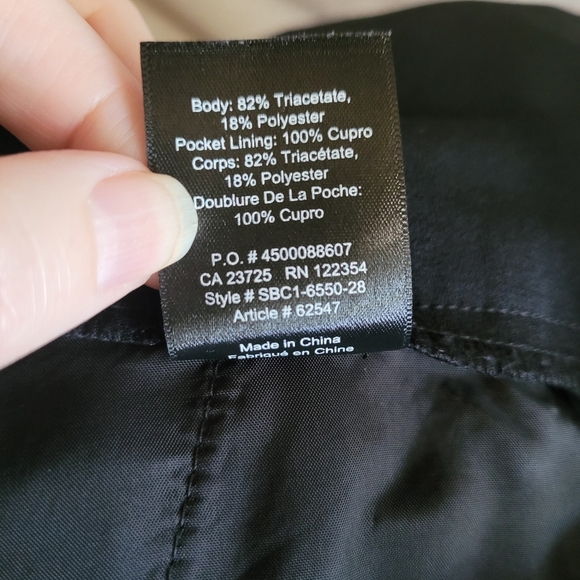 Body: 82% Triacetate,
18% Polyester
Pocket Lining: 100% Cupro
Corps: 82% Triacétate,
18% Polyester
Doublure De La Poche:
100% Cupro
P.O. # 4500088607
CA 23725 RN 122354
Style # SBC1-6550-28
Article # 62547
Made in China
Fabriqué en Chine